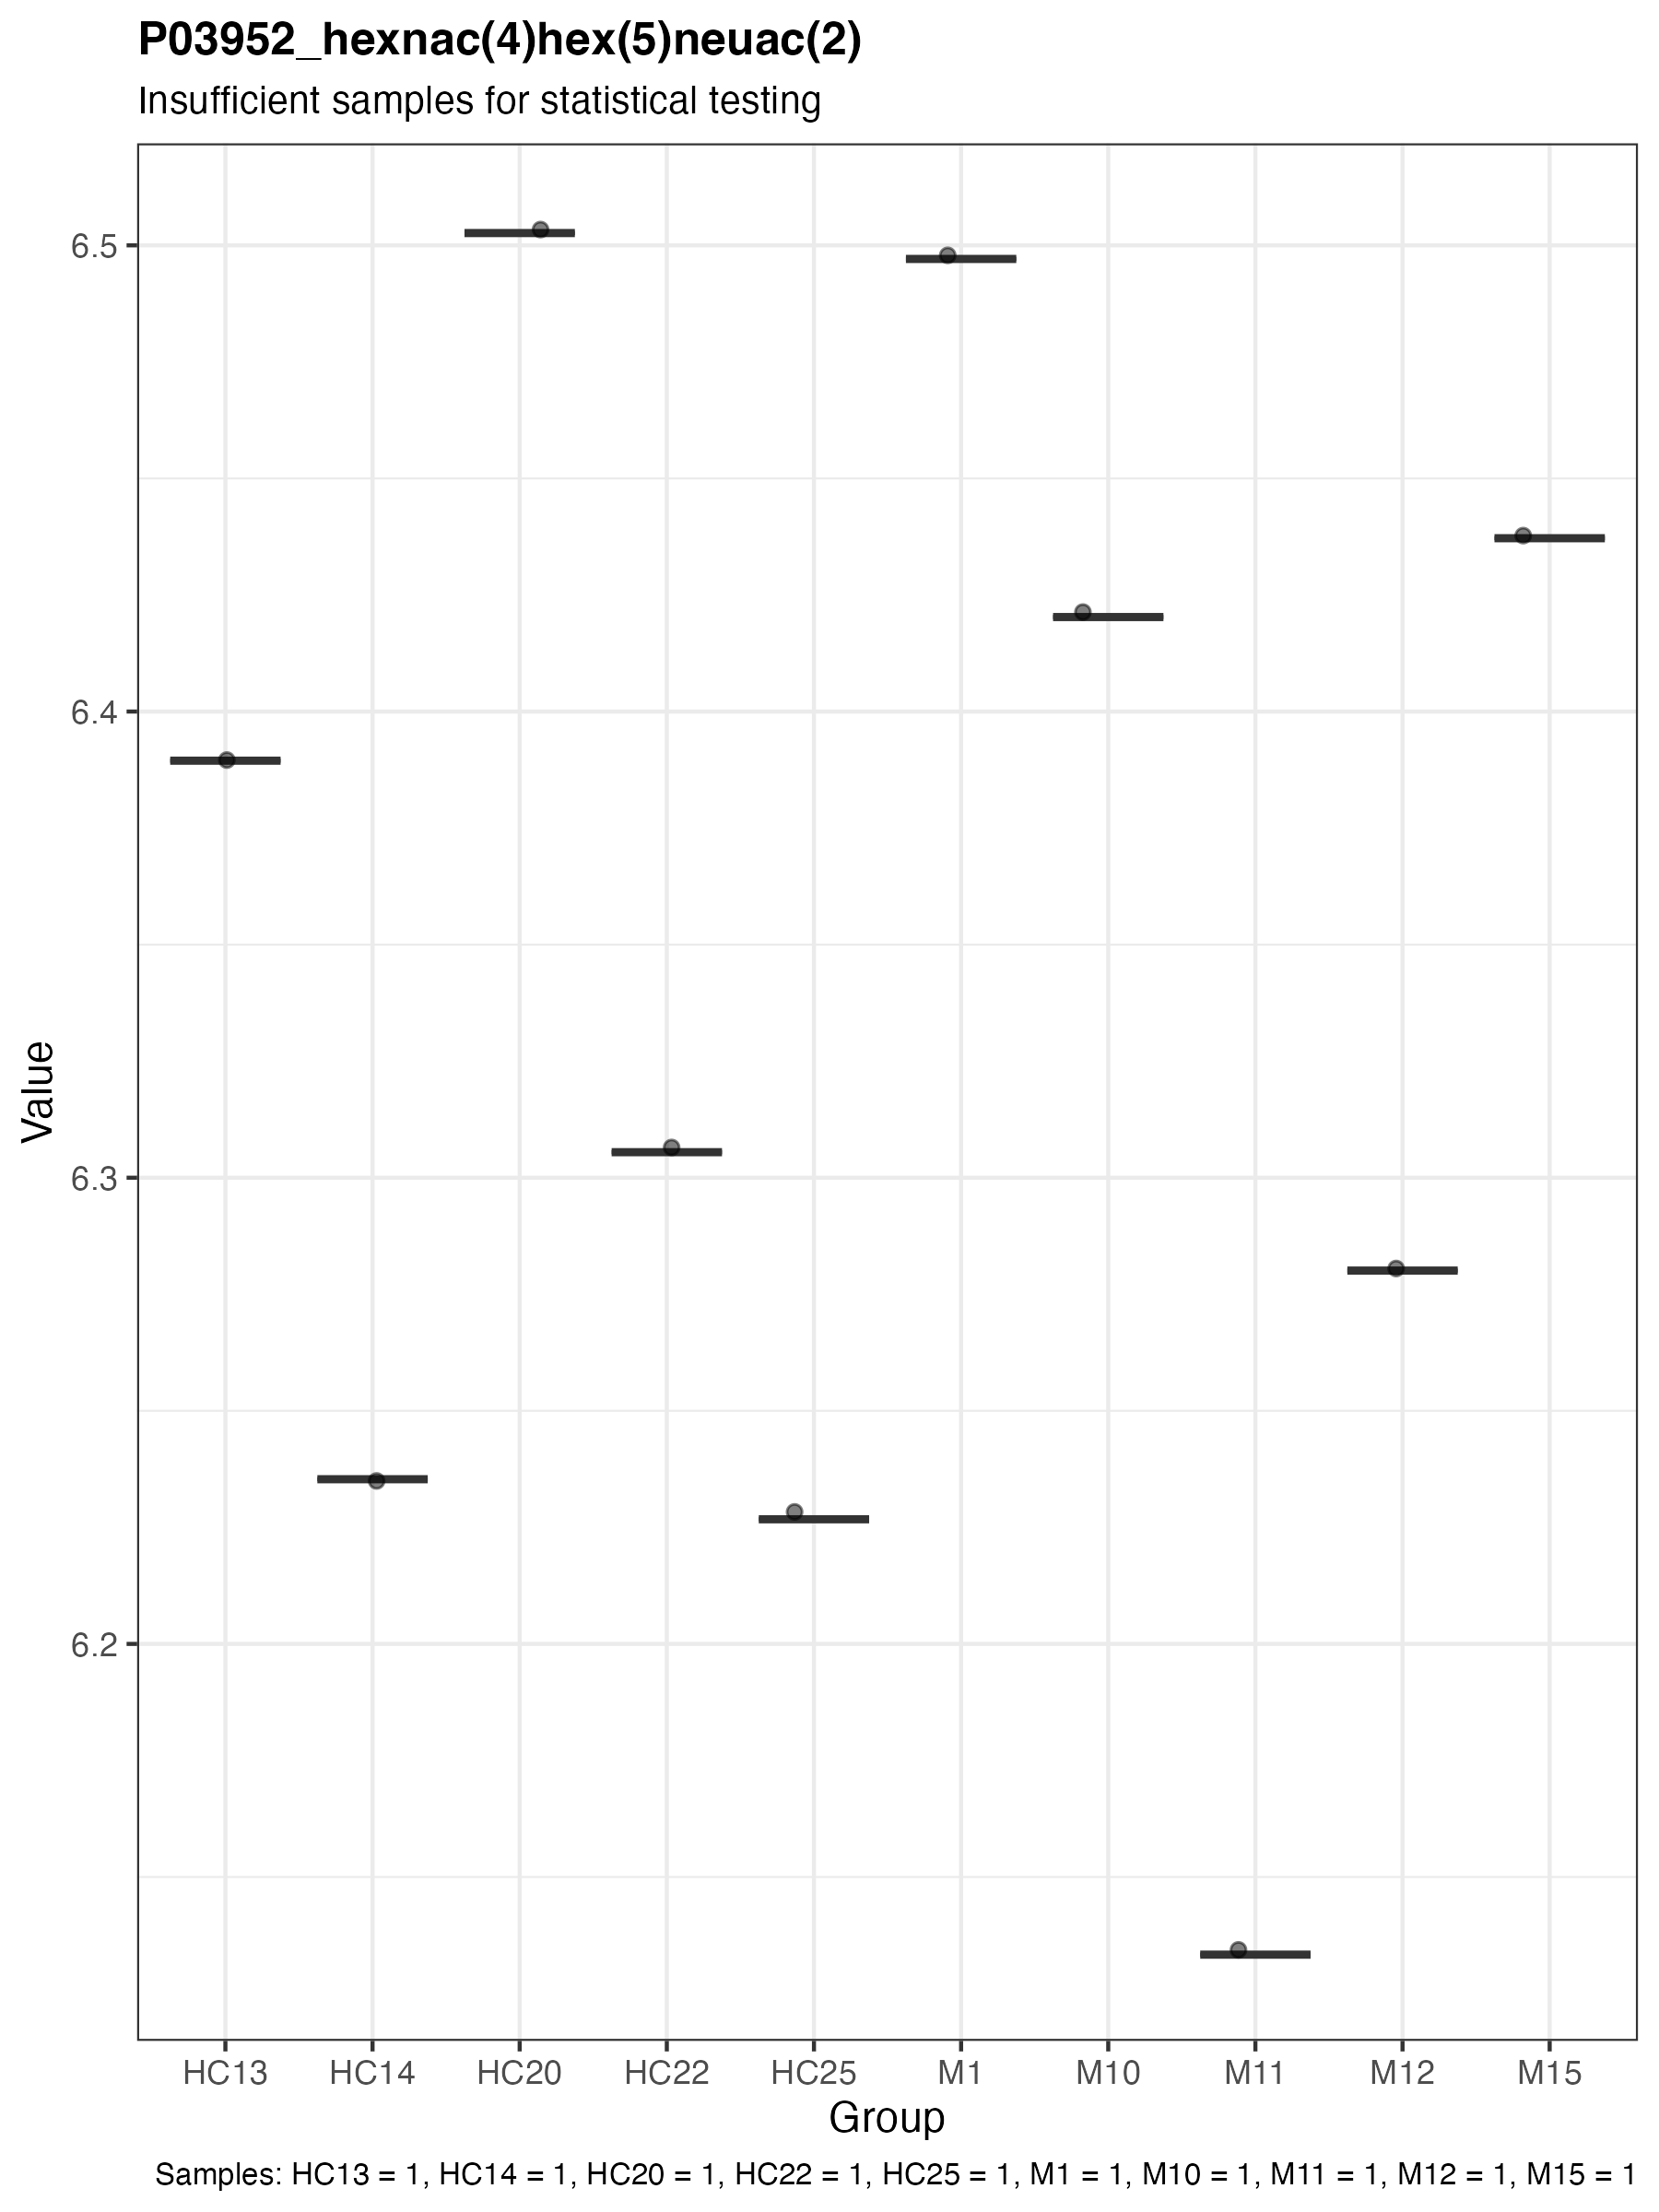 P03952_hexnac(4)hex(5)neuac(2)
Insufficient samples for statistical testing
6.5
6.4
6.3
6.2
Value
HC13 HC14 HC20 HC22 HC25 M1 M10 M11 M12 M15
Group
Samples: HC13 = 1, HC14 = 1, HC20 = 1, HC22 = 1, HC25 = 1, M1 = 1, M10 = 1, M11 = 1, M12 = 1, M15 = 1